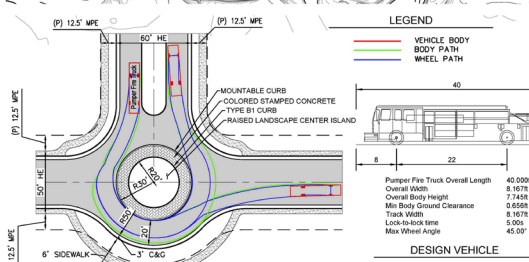 (P) 12.5' MPE
(P) 12.5' MPE
60' HE
LEGEND
VEHICLE BODY
BODY PATH
WHEEL PATH
Pumper Fire Truck
MOUNTABLE CURB
COLORED STAMPED CONCRETE
TYPE B1 CURB
RAISED LANDSCAPE CENTER ISLAND
(P) 12.5' MPE
50' HE
12.5' MPE
R20'
R30'
R50'
20'
6' SIDEWALK
3' C&G
40
8
22
Pumper Fire Truck
Overall Length 40.000f
Overall Width 8.167ft
Overall Body Height 7.745ft
Min Body Ground Clearance 0.656ft
Track Width 8.167ft
Lock-to-lock time 5.00s
Max Wheel Angle 45.00°
DESIGN VEHICLE